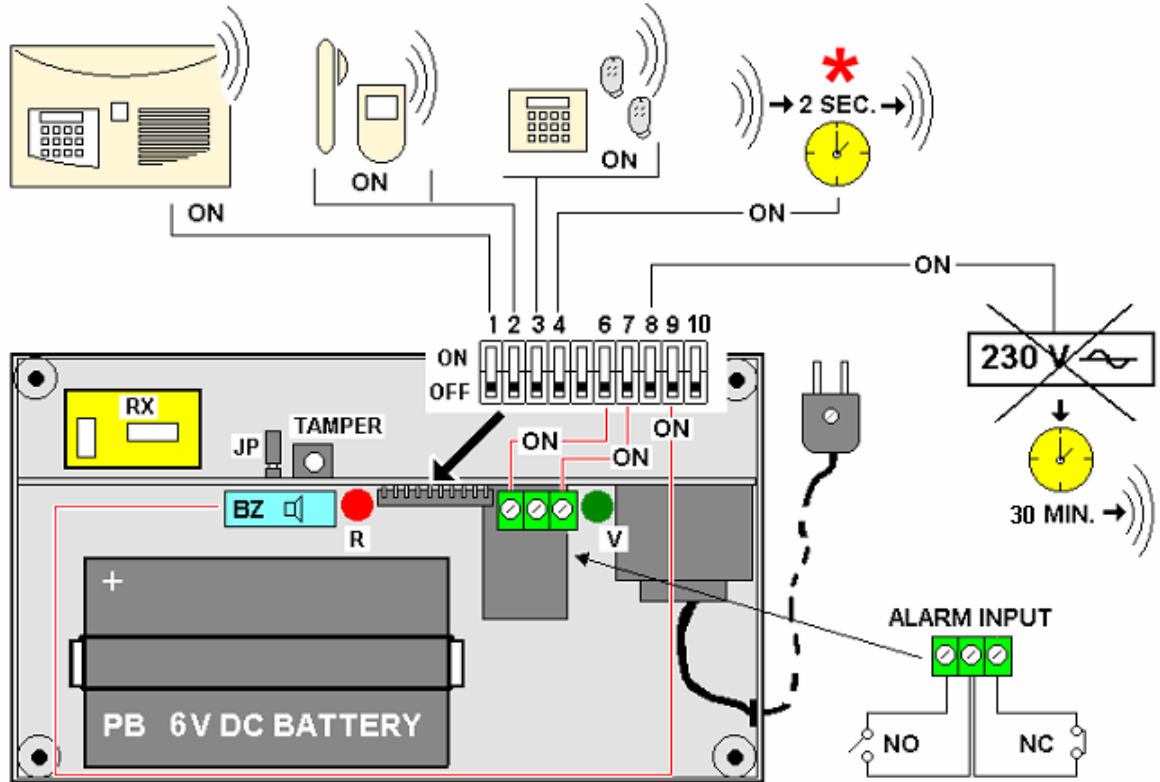 *
2 SEC.
ON
ON
ON
ON
ON
1 2 3 4 6 7 8 9 10
ON
OFF
230 V
RX
JP
TAMPER
ON
ON
ON
BZ
R
V
30 MIN.
+
ALARM INPUT
PB 6V DC BATTERY
NO
NC